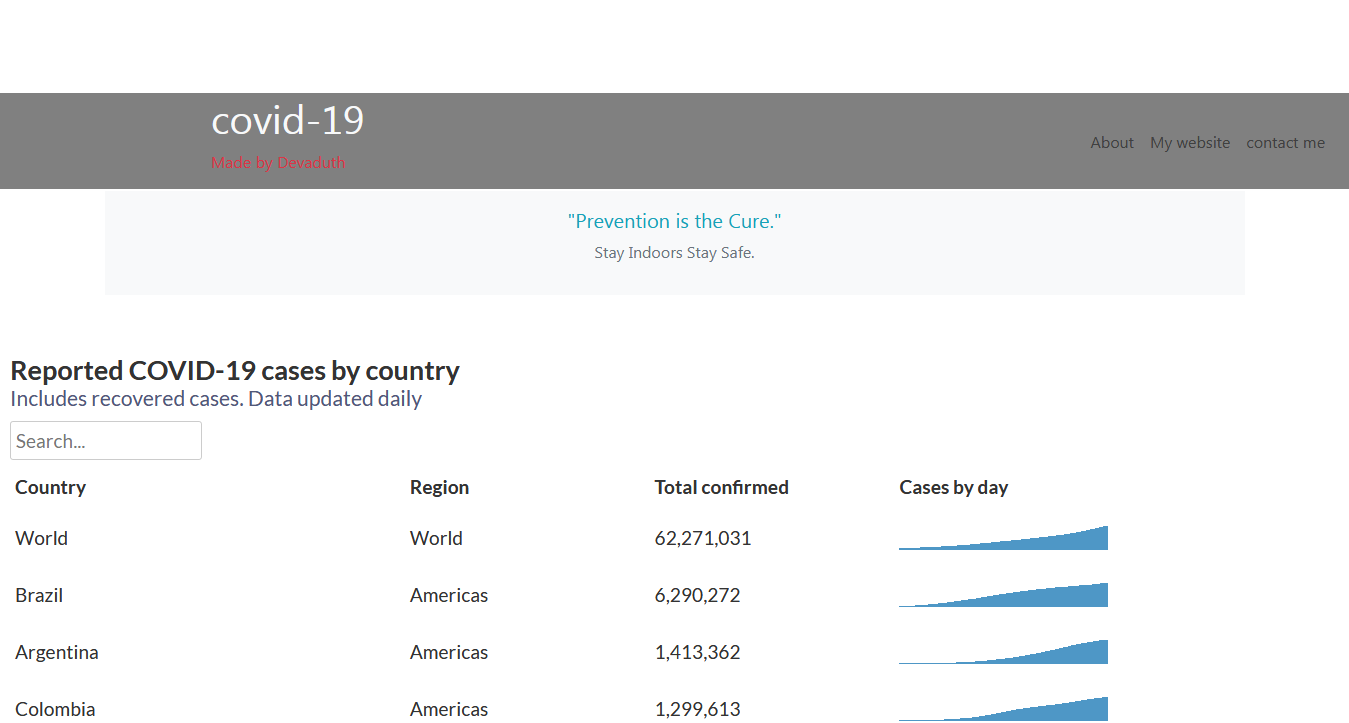 covid-19
Made by Devaduth
About My website contact me
"Prevention is the Cure."
Stay Indoors Stay Safe.
Reported COVID-19 cases by country
Includes recovered cases. Data updated daily
Search...
Country Region Total confirmed Cases by day
World World 62,271,031
Brazil Americas 6,290,272
Argentina Americas 1,413,362
Colombia Americas 1,299,613